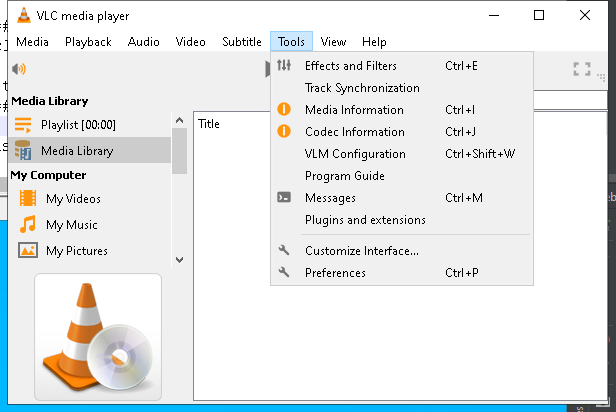 VLC media player
Media Playback Audio Video Subtitle Tools View Help
Effects and Filters Ctrl+E
Track Synchronization
Media Information Ctrl+I
Codec Information Ctrl+J
VLM Configuration Ctrl+Shift+W
Program Guide
Messages Ctrl+M
Plugins and extensions
Customize Interface...
Preferences Ctrl+P
Media Library
Playlist [00:00]
Media Library
My Computer
My Videos
My Music
My Pictures
Title